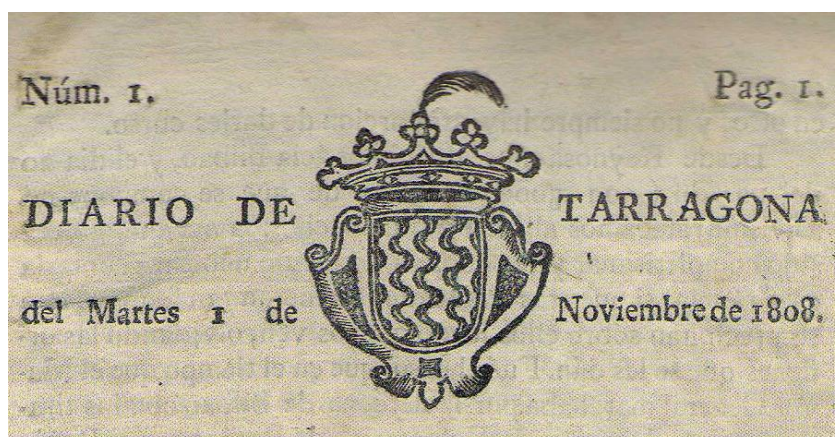 Núm. 1. Pag. 1.
DIARIO DE TARRAGONA
del Martes 1 de Noviembre de 1808.